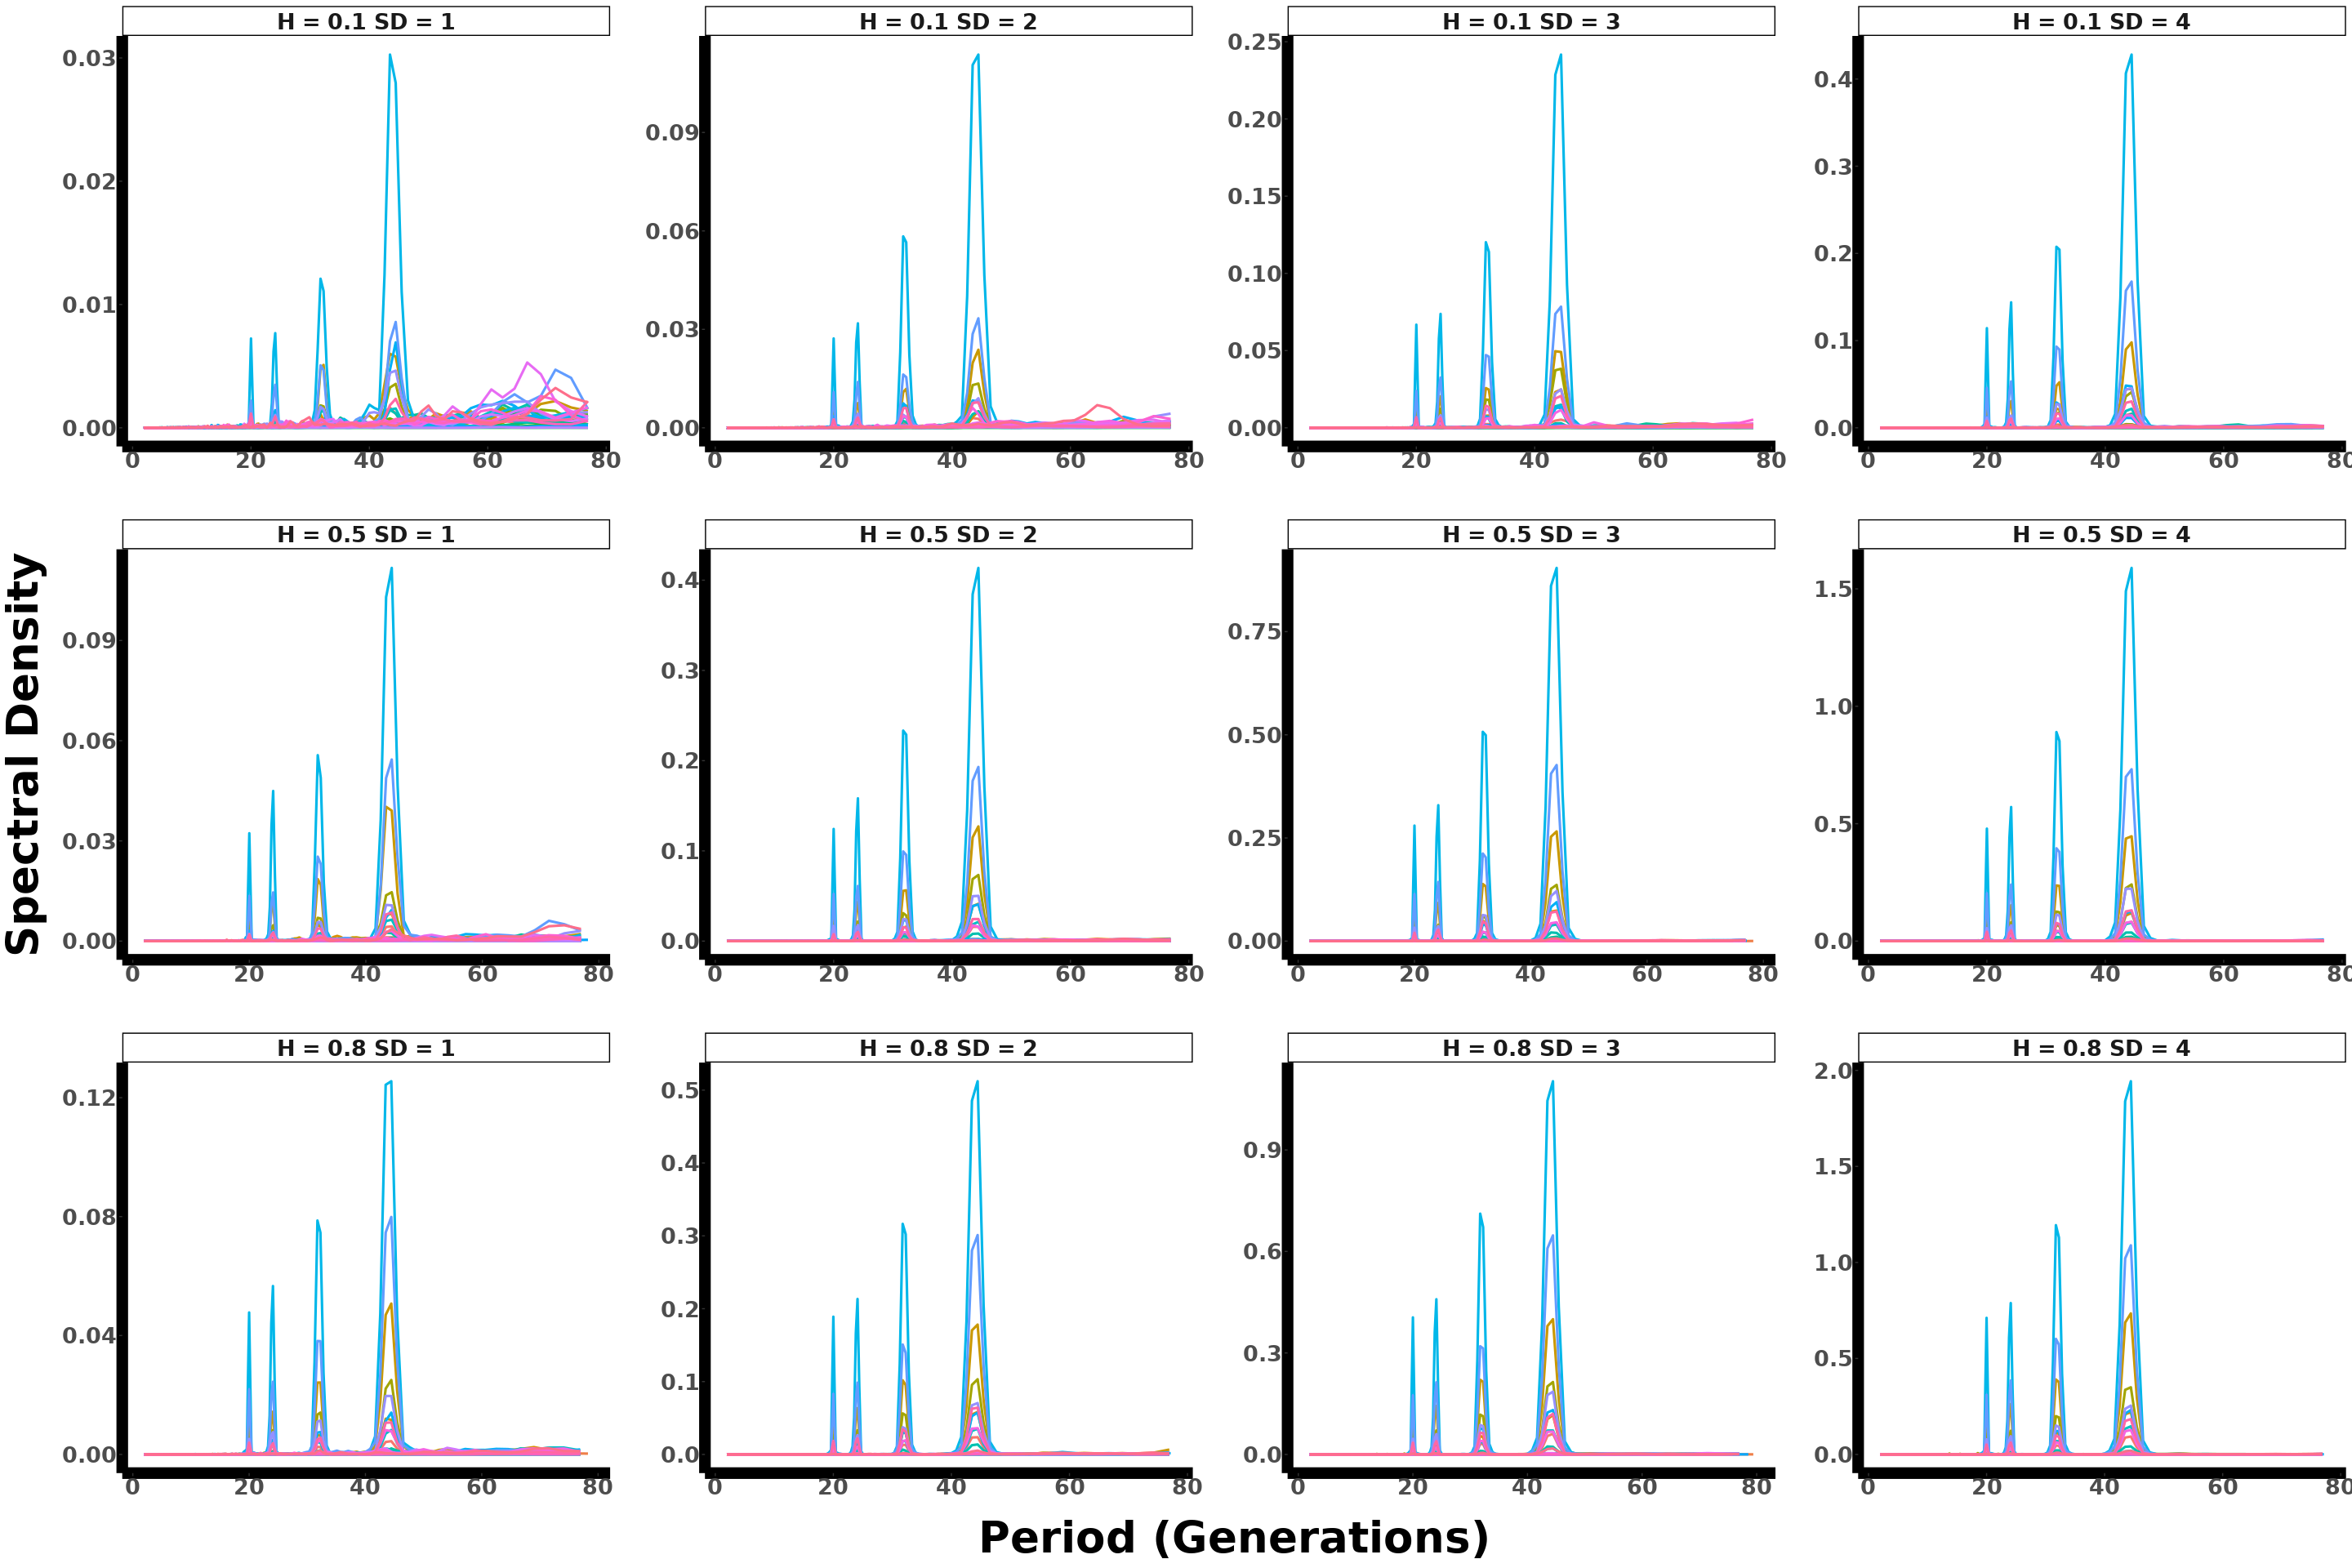 H = 0.1 SD = 1
H = 0.1 SD = 2
H = 0.1 SD = 3
H = 0.1 SD = 4
0.03
0.02
0.01
0.00
0.09
0.06
0.03
0.00
0.25
0.20
0.15
0.10
0.05
0.00
0.4
0.3
0.2
0.1
0.0
0 20 40 60 80
0 20 40 60 80
0 20 40 60 80
0 20 40 60 80
H = 0.5 SD = 1
H = 0.5 SD = 2
H = 0.5 SD = 3
H = 0.5 SD = 4
0.09
0.06
0.03
0.00
0.4
0.3
0.2
0.1
0.0
0.75
0.50
0.25
0.00
1.5
1.0
0.5
0.0
0 20 40 60 80
0 20 40 60 80
0 20 40 60 80
0 20 40 60 80
Spectral Density
H = 0.8 SD = 1
H = 0.8 SD = 2
H = 0.8 SD = 3
H = 0.8 SD = 4
0.12
0.08
0.04
0.00
0.5
0.4
0.3
0.2
0.1
0.0
0.9
0.6
0.3
0.0
2.0
1.5
1.0
0.5
0.0
0 20 40 60 80
0 20 40 60 80
0 20 40 60 80
0 20 40 60 80
Period (Generations)